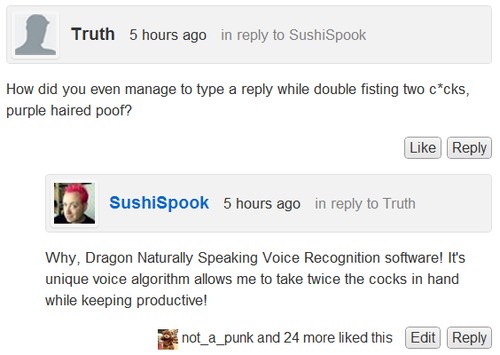 Truth 5 hours ago in reply to SushiSpook
How did you even manage to type a reply while double fisting two c*cks,
purple haired poof?
Like Reply
SushiSpook 5 hours ago in reply to Truth
Why, Dragon Naturally Speaking Voice Recognition software! It's
unique voice algorithm allows me to take twice the cocks in hand
while keeping productive!
not_a_punk and 24 more liked this Edit Reply